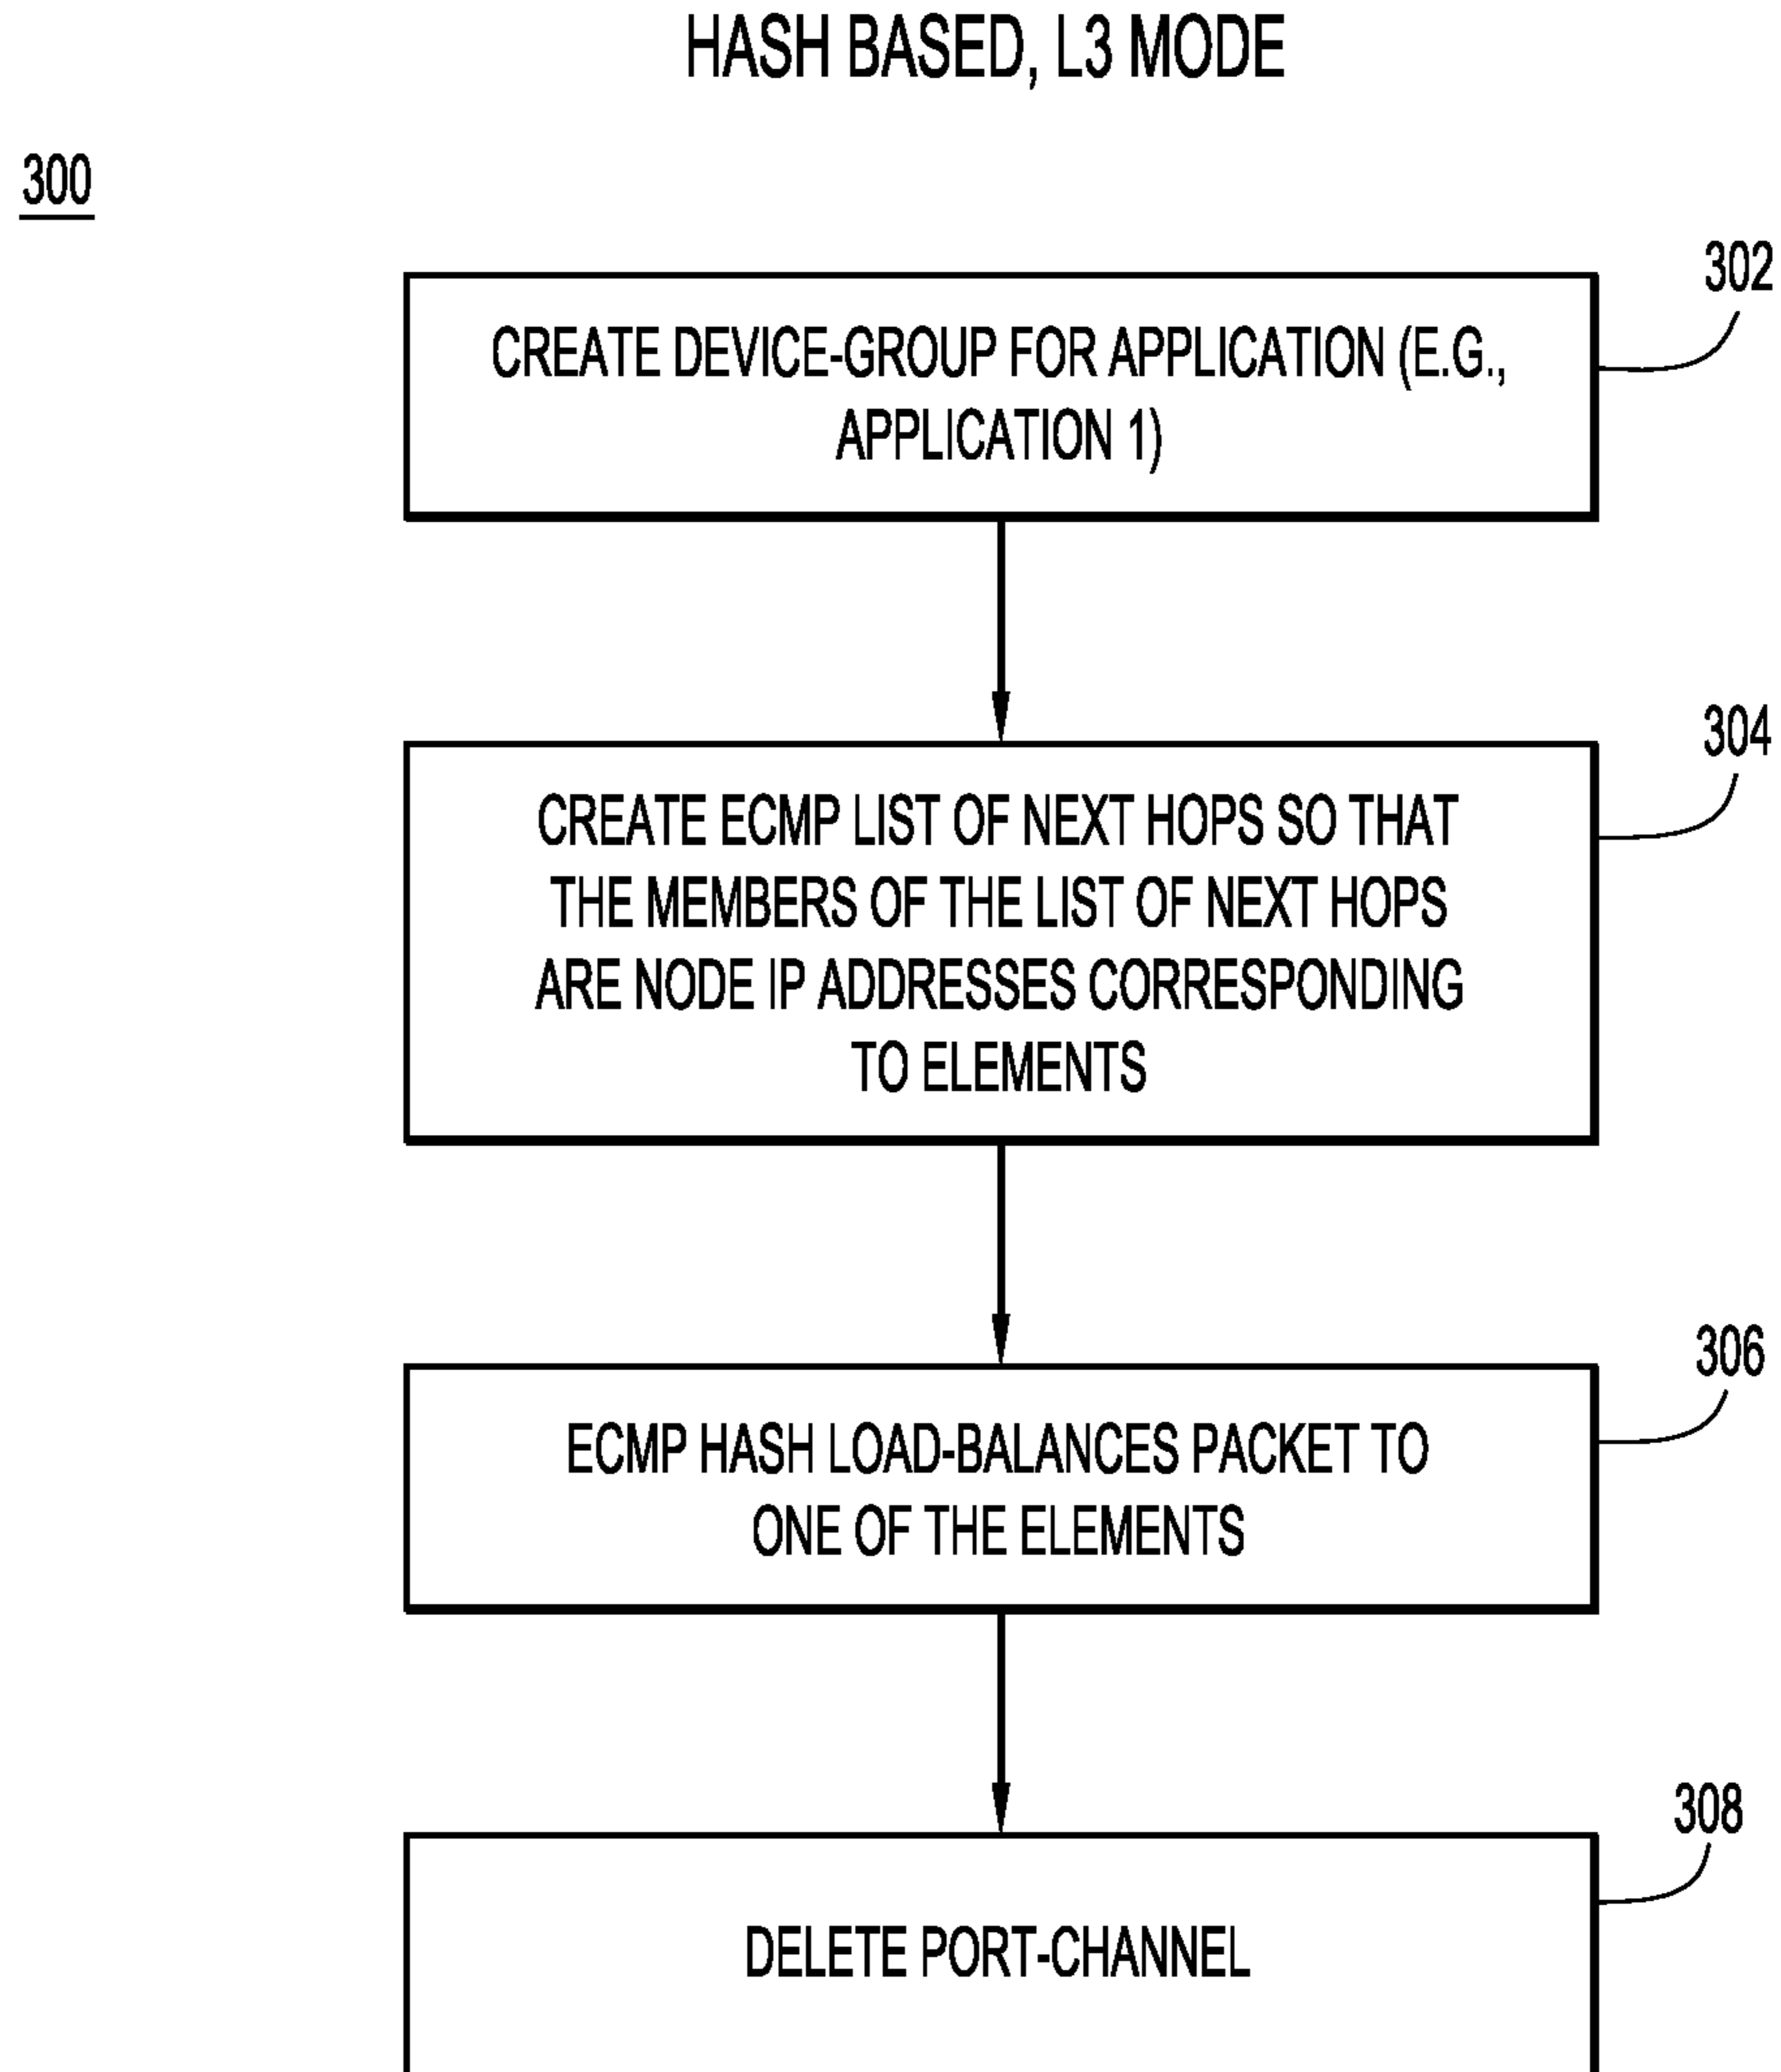 HASH BASED, L3 MODE
300
302
CREATE DEVICE-GROUP FOR APPLICATION (E.G.,
APPLICATION 1)
304
CREATE ECMP LIST OF NEXT HOPS SO THAT
THE MEMBERS OF THE LIST OF NEXT HOPS
ARE NODE IP ADDRESSES CORRESPONDING
TO ELEMENTS
306
ECMP HASH LOAD-BALANCES PACKET TO
ONE OF THE ELEMENTS
308
DELETE PORT-CHANNEL